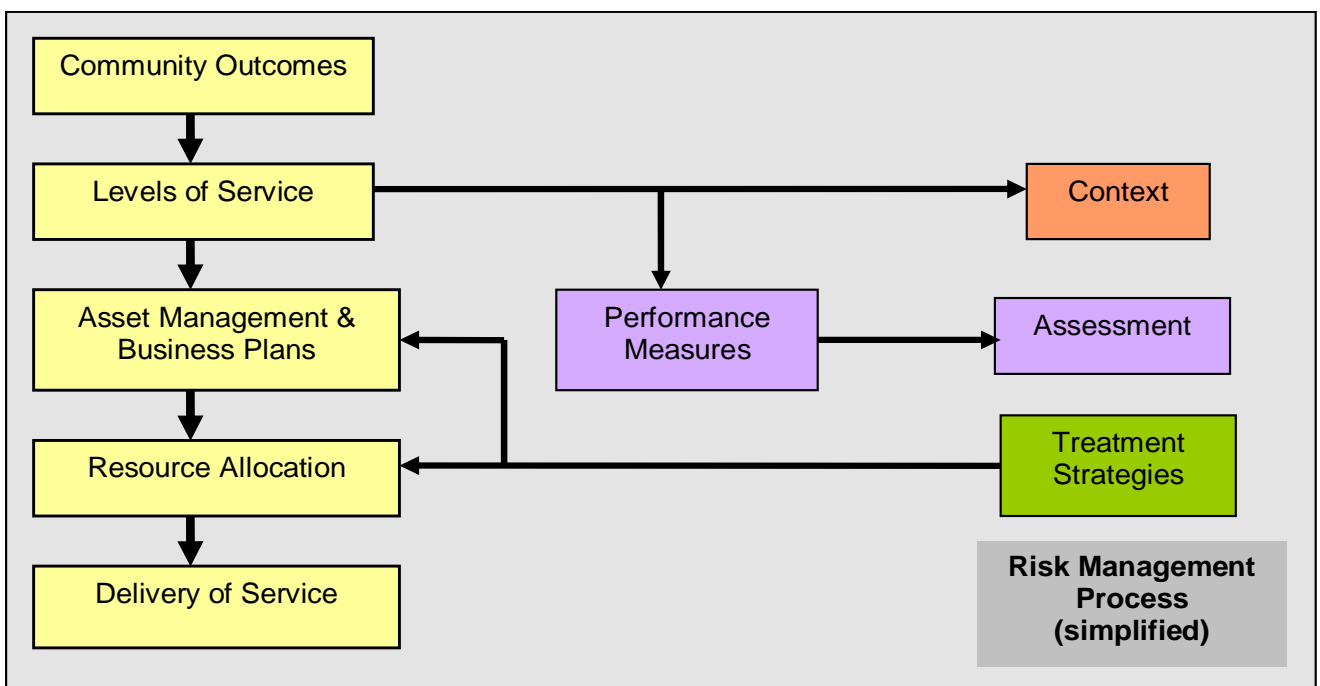 Community Outcomes
Levels of Service
Context
Asset Management &
Business Plans
Performance
Measures
Assessment
Resource Allocation
Treatment
Strategies
Delivery of Service
Risk Management
Process
(simplified)